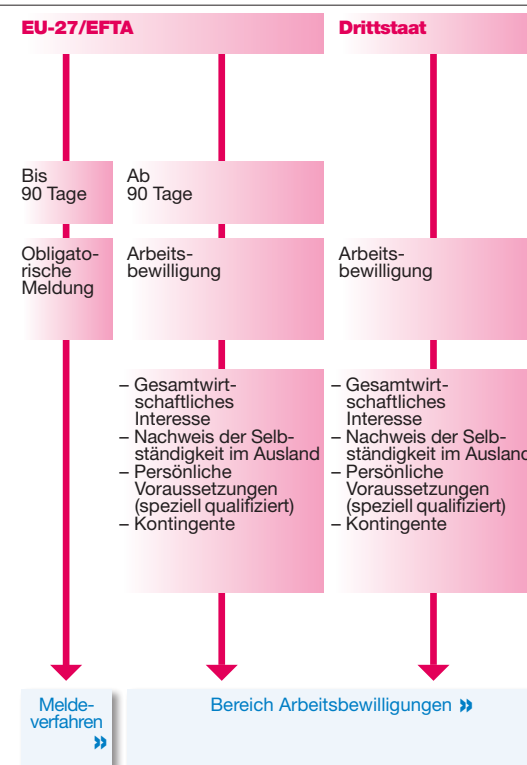 EU-27/EFTA
Drittstaat
Bis
90 Tage
Ab
90 Tage
Obligato-
rische
Meldung
Arbeits-
bewilligung
Arbeits-
bewilligung
– Gesamtwirt-
schaftliches
Interesse
– Nachweis der Selb-
ständigkeit im Ausland
– Persönliche
Voraussetzungen
(speziell qualifiziert)
– Kontingente
– Gesamtwirt-
schaftliches
Interesse
– Nachweis der Selb-
ständigkeit im Ausland
– Persönliche
Voraussetzungen
(speziell qualifiziert)
– Kontingente
Melde-
verfahren
»
Bereich Arbeitsbewilligungen »